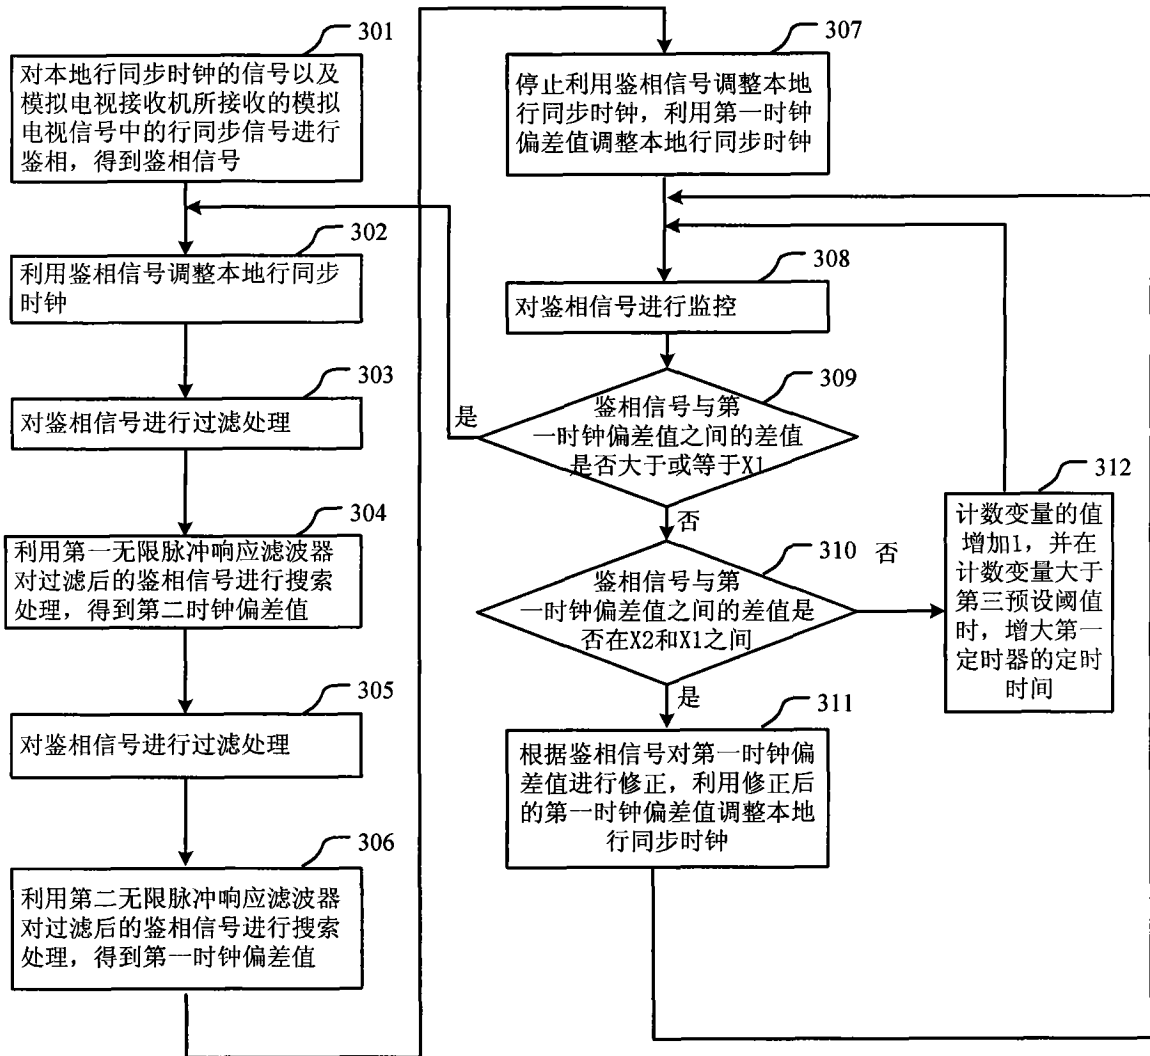 301
对本地行同步时钟的信号以及
模拟电视接收机所接收的模拟
电视信号中的行同步信号进行
鉴相，得到鉴相信号
302
利用鉴相信号调整本地行同步
时钟
303
对鉴相信号进行过滤处理
304
利用第一无限脉冲响应滤波器
对过滤后的鉴相信号进行搜索
处理，得到第二时钟偏差值
305
对鉴相信号进行过滤处理
306
利用第二无限脉冲响应滤波器
对过滤后的鉴相信号进行搜索
处理，得到第一时钟偏差值
307
停止利用鉴相信号调整本地
行同步时钟，利用第一时钟
偏差值调整本地行同步时钟
308
对鉴相信号进行监控
309
鉴相信号与第
一时钟偏差值之间的差值
是否大于或等于X1
是
否
310
鉴相信号与第
一时钟偏差值之间的差值是
否在X2和X1之间
否
是
311
根据鉴相信号对第一时钟偏
差值进行修正，利用修正后
的第一时钟偏差值调整本地
行同步时钟
312
计数变量的值
增加1，并在
计数变量大于
第三预设阈值
时，增大第一
定时器的定时
时间